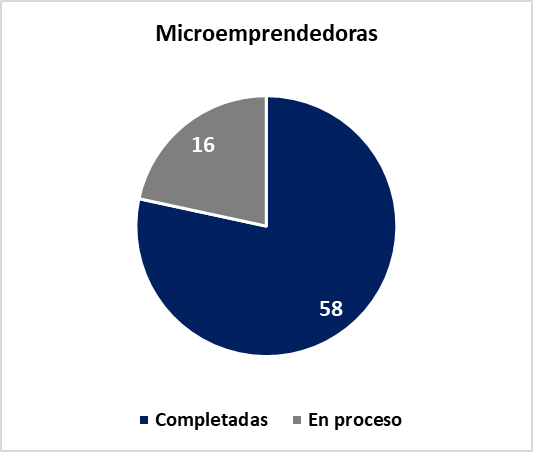 Microemprendedoras
16
58
Completadas
En proceso